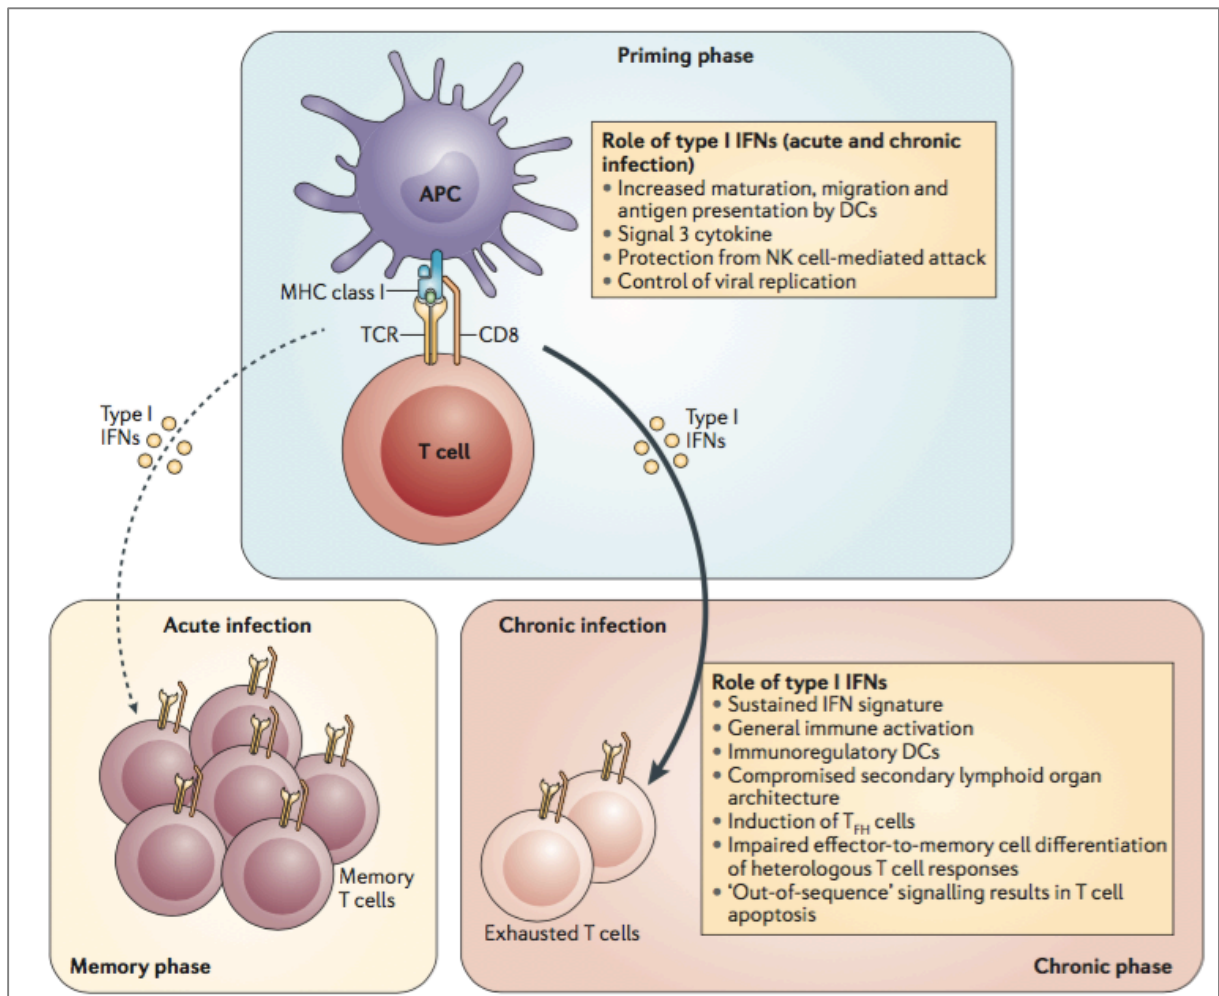 Priming phase
APC
Role of type I IFNs (acute and chronic
infection)
• Increased maturation, migration and
antigen presentation by DCs
• Signal 3 cytokine
• Protection from NK cell-mediated attack
• Control of viral replication
MHC class I
TCR
CD8
T cell
Type I
IFNs
Type I
IFNs
Acute infection
Memory
T cells
Memory phase
Chronic infection
Exhausted T cells
Role of type I IFNs
• Sustained IFN signature
• General immune activation
• Immunoregulatory DCs
• Compromised secondary lymphoid organ
architecture
• Induction of TFH cells
• Impaired effector-to-memory cell differentiation
of heterologous T cell responses
• ‘Out-of-sequence’ signalling results in T cell
apoptosis
Chronic phase